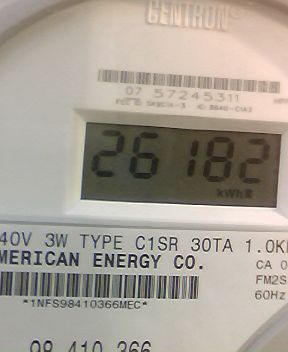 CENTRON®
07 57245311
26182
kWh
40V 3W TYPE C1SR 30TA 1.0K
MERICAN ENERGY CO.
CA 0
FM2S
60Hz
*1NFS98410366MEC*
98 410 366